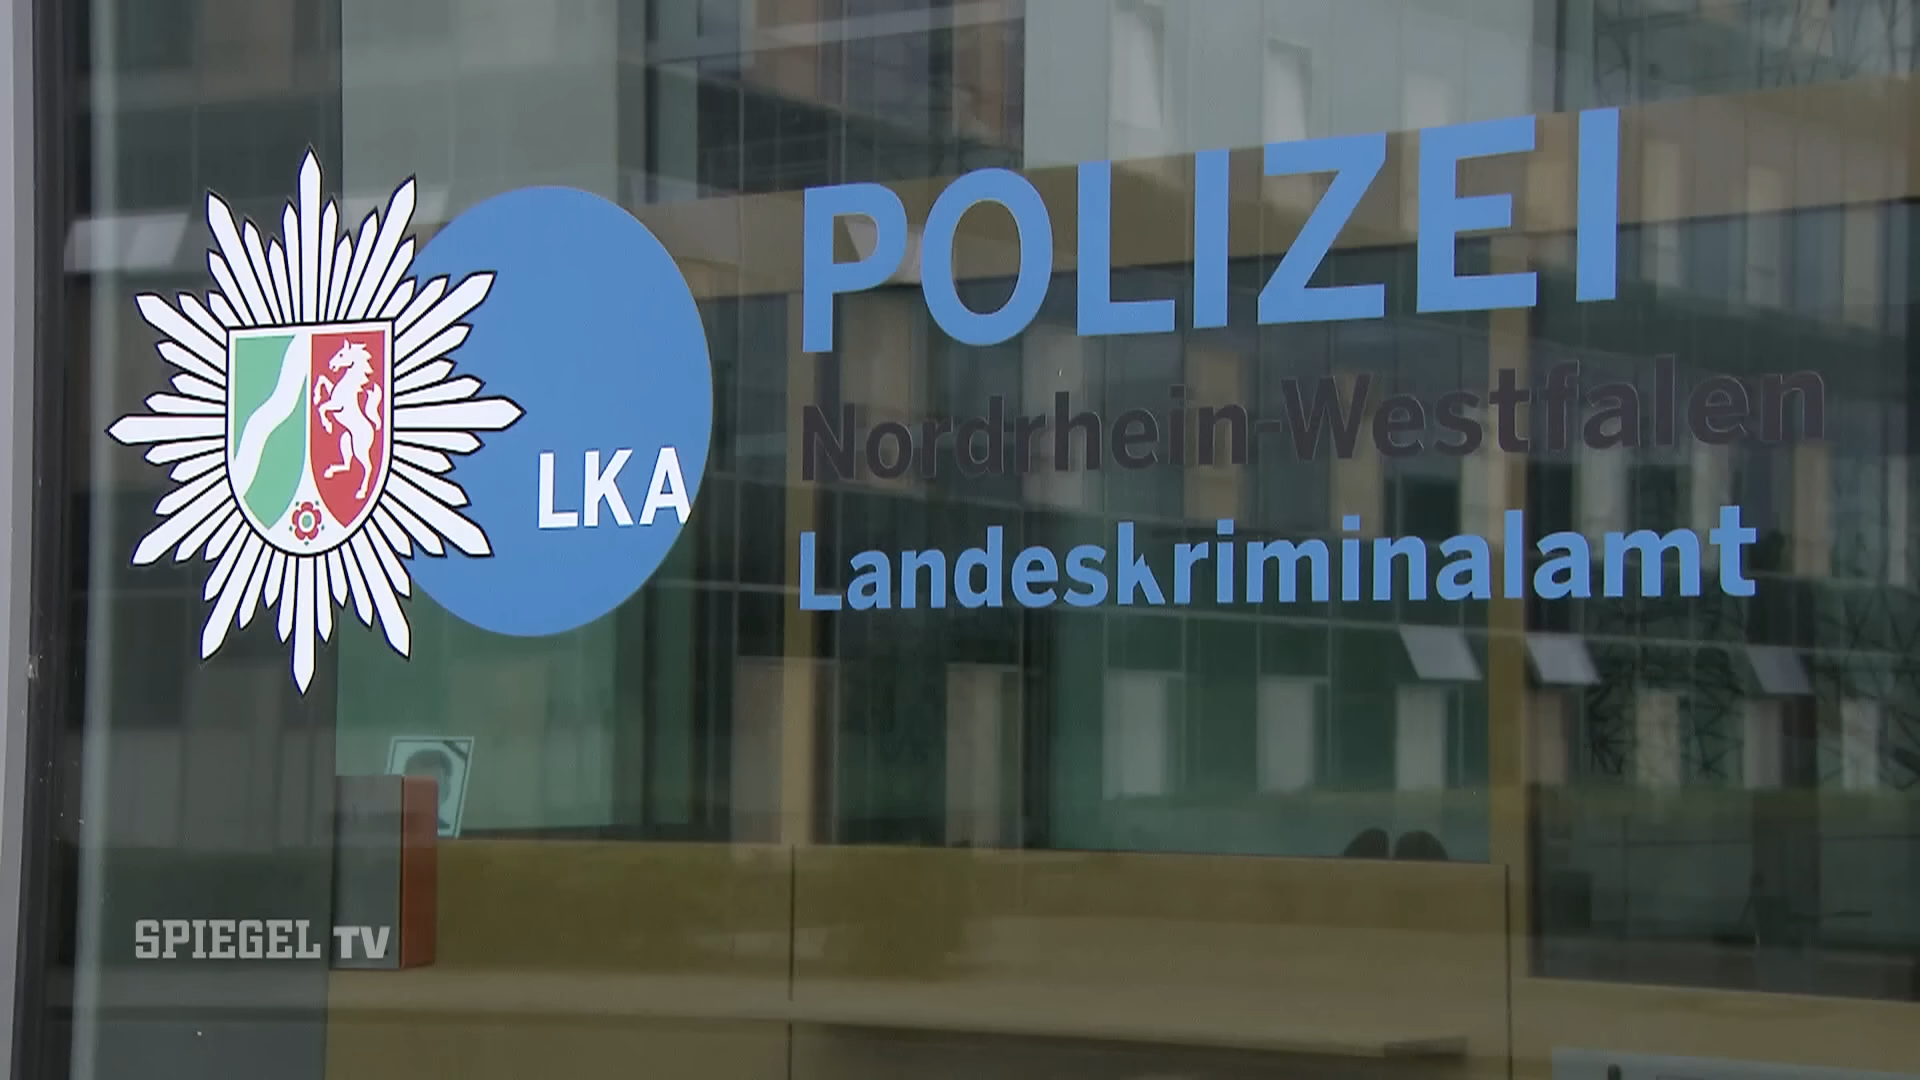 POLIZEI
Nordrhein-Westfalen
LKA
Landeskriminalamt
SPIEGEL TV